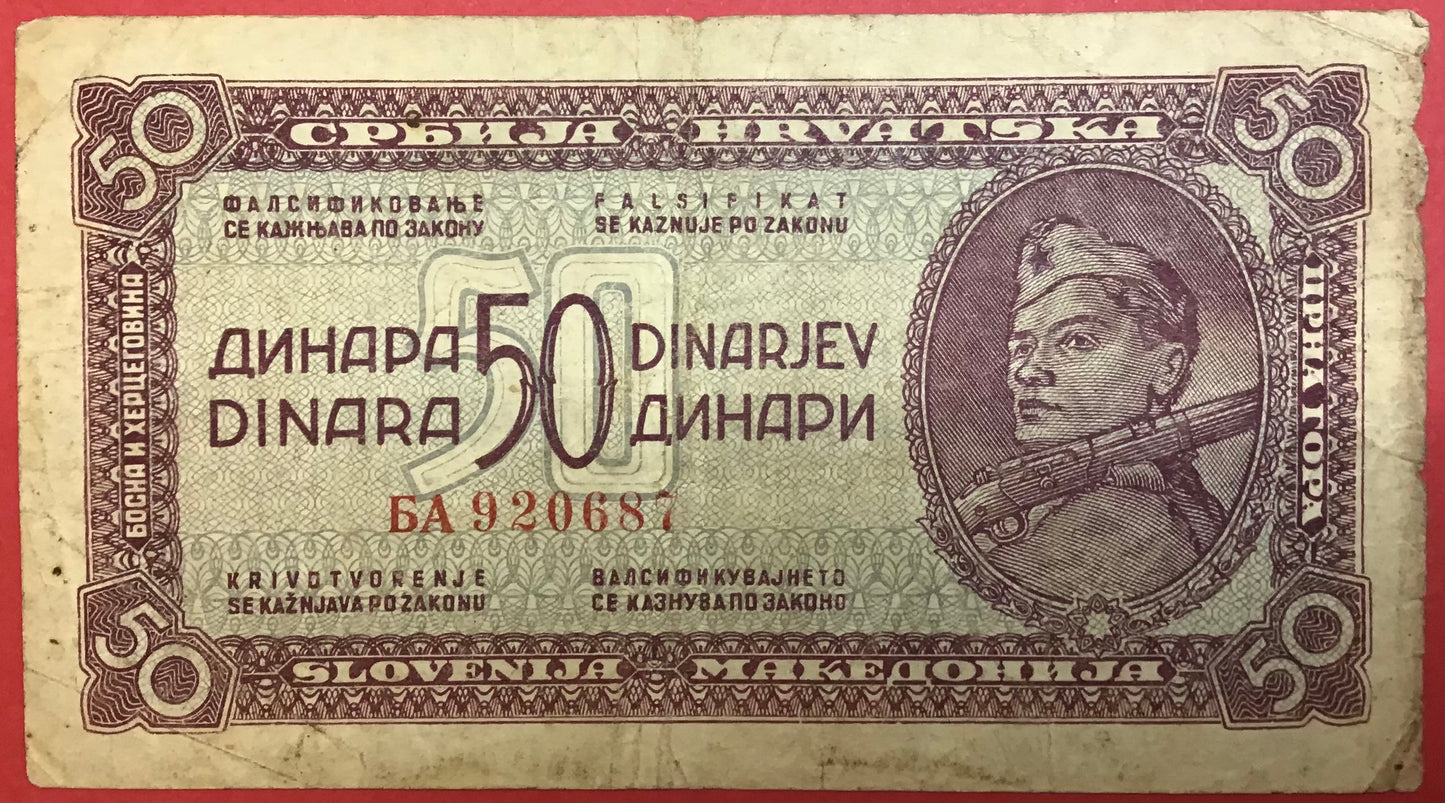 50
50
СРБИЈА HRVATSKA
ФАЛСИФИКОВАЊЕ
СЕ КАЖЊАВА ПО ЗАКОНУ
FALSIFIKAT
SE KAZNUJE PO ZAKONU
БОСНА И ХЕРЦЕГОВИНА
ЦРНА ГОРА
50
ДИНАРА 50 DINARJEV
DINARA ДИНАРИ
БА 920687
KRIVOTVORENJE
SE KAŽNJAVA PO ZAKONU
ВАЛСИФИКУВАЈНЕТО
СЕ КАЗНУВА ПО ЗАКОНО
50
50
SLOVENIJA МАКЕДОНИЈА